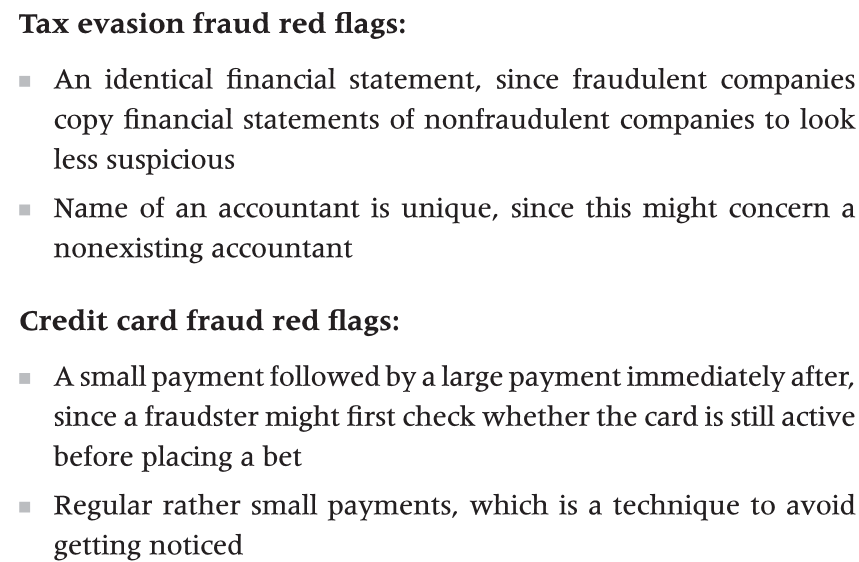 Tax evasion fraud red flags:
■ An identical financial statement, since fraudulent companies
copy financial statements of nonfraudulent companies to look
less suspicious
■ Name of an accountant is unique, since this might concern a
nonexisting accountant
Credit card fraud red flags:
■ A small payment followed by a large payment immediately after,
since a fraudster might first check whether the card is still active
before placing a bet
■ Regular rather small payments, which is a technique to avoid
getting noticed